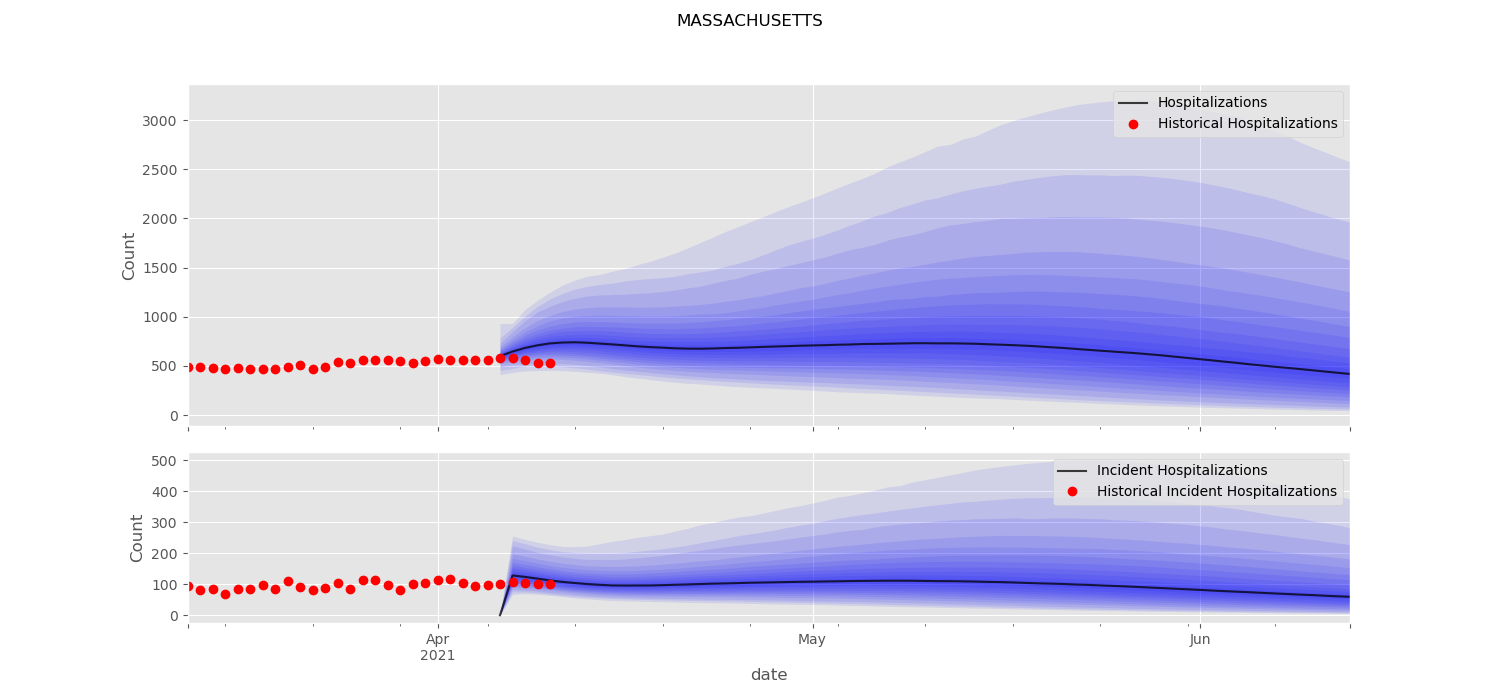 MASSACHUSETTS
Hospitalizations
Historical Hospitalizations
3000
2500
2000
1500
1000
500
0
Count
Incident Hospitalizations
Historical Incident Hospitalizations
500
400
300
200
100
0
Count
Apr
2021
May
Jun
date